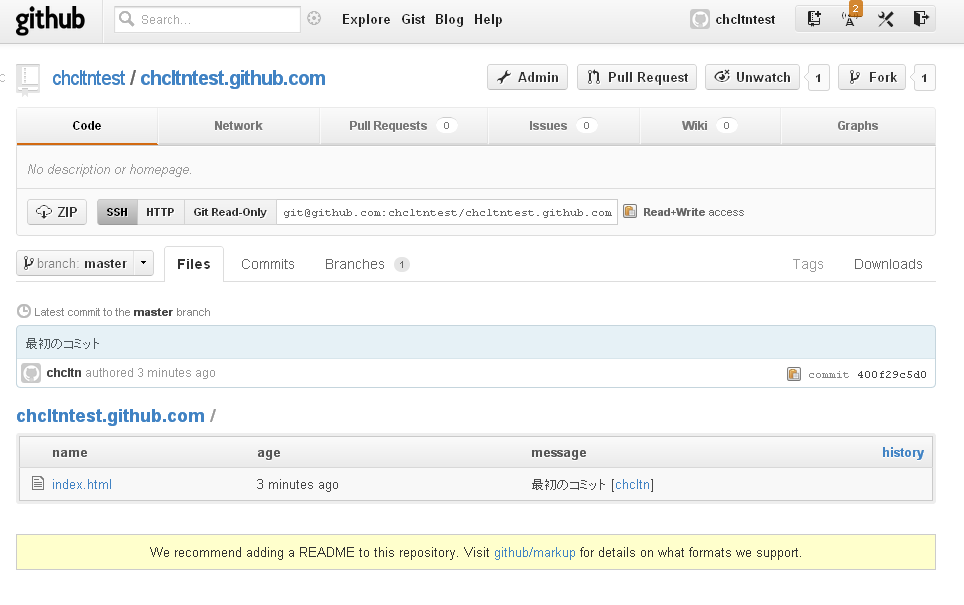 github Search... Explore Gist Blog Help chcltntest 2
chcltntest / chcltntest.github.com Admin Pull Request Unwatch 1 Fork 1
Code Network Pull Requests 0 Issues 0 Wiki 0 Graphs
No description or homepage.
ZIP SSH HTTP Git Read-Only git@github.com:chcltntest/chcltntest.github.com Read+Write access
branch: master Files Commits Branches 1 Tags Downloads
Latest commit to the master branch
最初のコミット
chcltn authored 3 minutes ago commit 400f29c5d0
chcltntest.github.com /
name age message history
index.html 3 minutes ago 最初のコミット [chcltn]
We recommend adding a README to this repository. Visit github/markup for details on what formats we support.